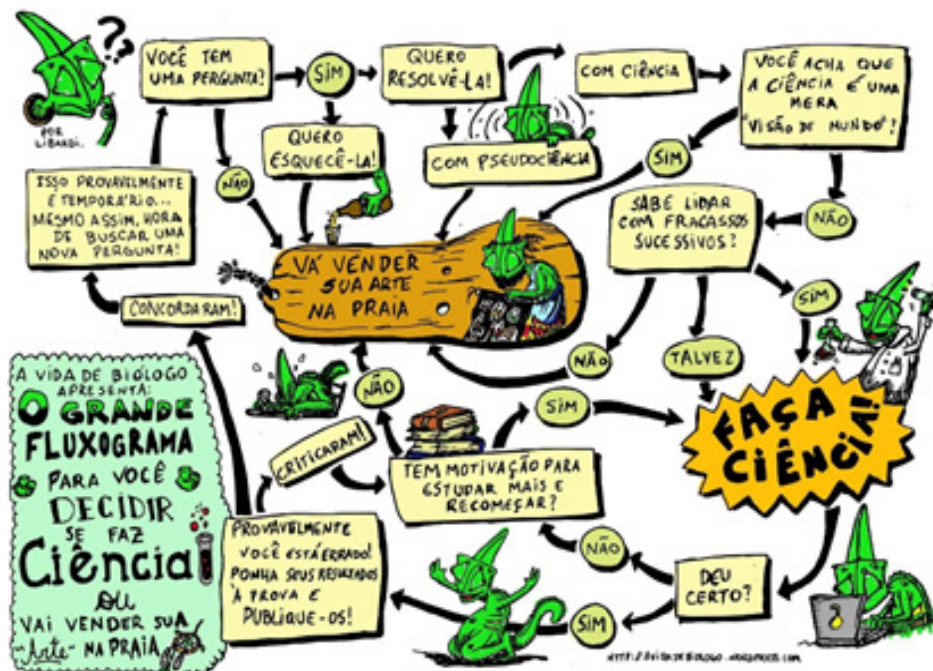 POR
LIBARDI.
VOCÊ TEM
UMA PERGUNTA?
SIM
QUERO
RESOLVÊ-LA!
COM CIÊNCIA
VOCÊ ACHA QUE
A CIÊNCIA É UMA
MERA
"VISÃO DE MUNDO"?
QUERO
ESQUECÊ-LA!
COM PSEUDOCIÊNCIA
SIM
NÃO
NÃO
ISSO PROVAVELMENTE
É TEMPORÁRIO...
MESMO ASSIM, HORA
DE BUSCAR UMA
NOVA PERGUNTA!
SABE LIDAR
COM FRACASSOS
SUCESSIVOS?
VÁ VENDER
SUA ARTE
NA PRAIA
CONCORDARAM!
SIM
NÃO
TALVEZ
NÃO
SIM
FAÇA
CIÊNCIA!
A VIDA DE BIÓLOGO
APRESENTA:
O GRANDE
FLUXOGRAMA
PARA VOCÊ
DECIDIR
SE FAZ
Ciência
OU
VAI VENDER SUA
-Arte- NA PRAIA
CRITICARAM!
TEM MOTIVAÇÃO PARA
ESTUDAR MAIS E
RECOMEÇAR?
PROVAVELMENTE
VOCÊ ESTÁ ERRADO!
PONHA SEUS RESULTADOS
À PROVA E
PUBLIQUE-OS!
NÃO
DEU
CERTO?
SIM
HTTP://AVIDADEBIOLOGO.WORDPRESS.COM